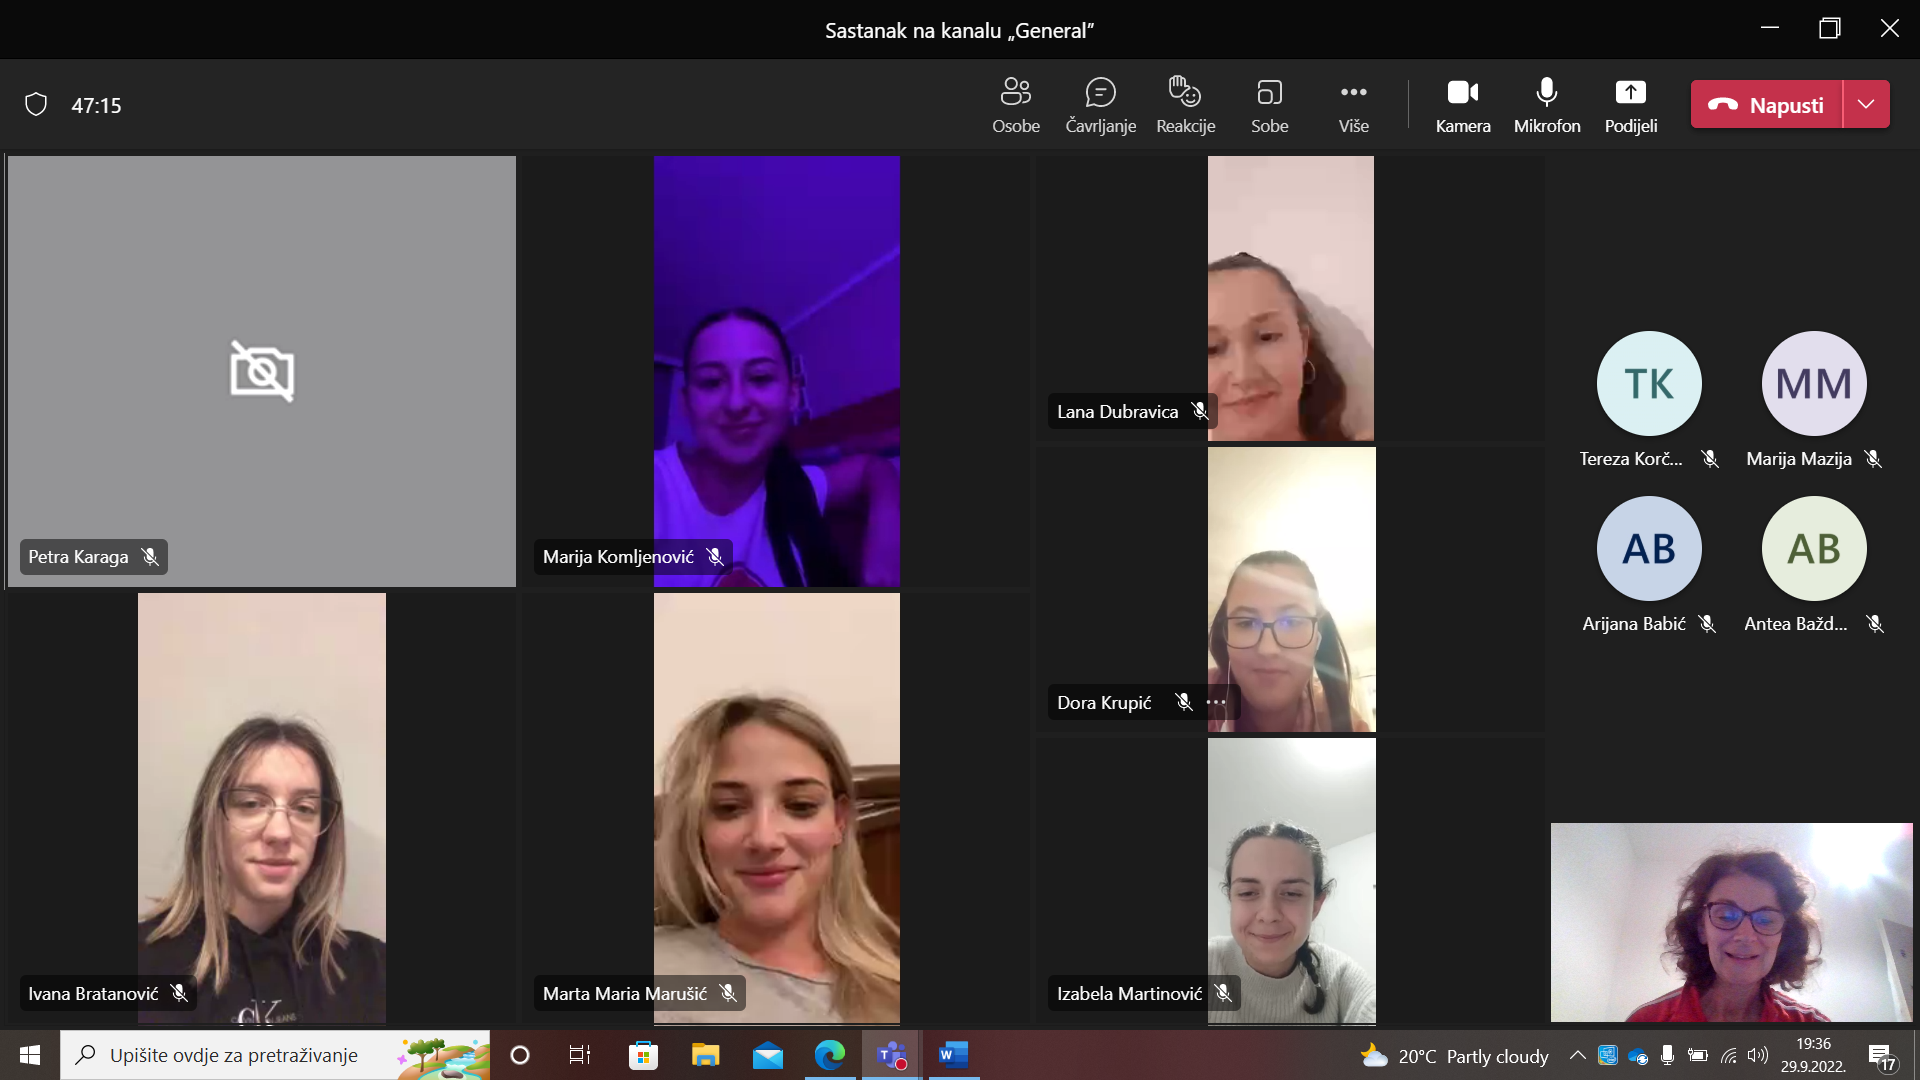 Sastanak na kanalu „General”
47:15
Osobe
Čavrljanje
Reakcije
Sobe
Više
Kamera
Mikrofon
Podijeli
Napusti
Petra Karaga
Marija Komljenović
Lana Dubravica
Dora Krupić
TK
MM
Tereza Korč...
Marija Mazija
AB
AB
Arijana Babić
Antea Bažd...
Ivana Bratanović
CK
Marta Maria Marušić
Izabela Martinović
Upišite ovdje za pretraživanje
T
W
20°C Partly cloudy
19:36
29.9.2022.
17